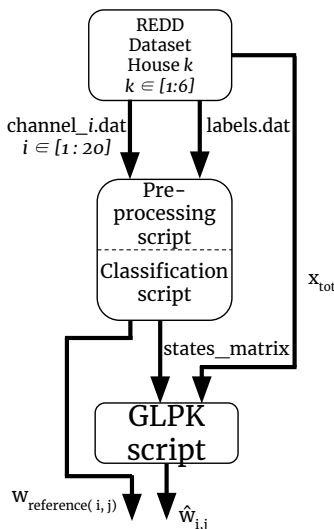 REDD
Dataset
House k
k ∈ [1:6]
channel_i.dat
labels.dat
i ∈ [1 : 20]
Pre-
processing
script
Classification
script
x_tot
states_matrix
GLPK
script
w_reference( i, j)
ŵ_i,j